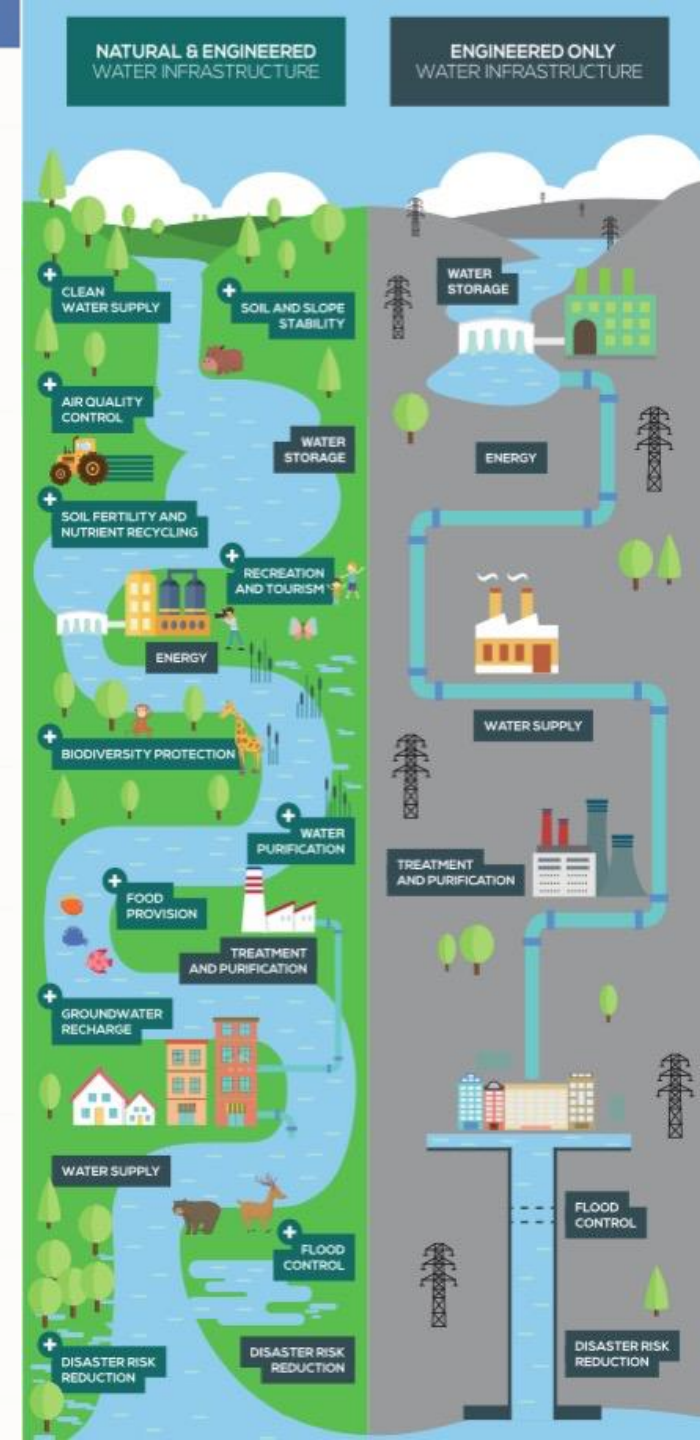 NATURAL & ENGINEERED
WATER INFRASTRUCTURE
CLEAN
WATER SUPPLY
SOIL AND SLOPE
STABILITY
AIR QUALITY
CONTROL
WATER
STORAGE
SOIL FERTILITY AND
NUTRIENT RECYCLING
RECREATION
AND TOURISM
ENERGY
BIODIVERSITY PROTECTION
WATER
PURIFICATION
FOOD
PROVISION
TREATMENT
AND PURIFICATION
GROUNDWATER
RECHARGE
WATER SUPPLY
FLOOD
CONTROL
DISASTER RISK
REDUCTION
DISASTER RISK
REDUCTION
ENGINEERED ONLY
WATER INFRASTRUCTURE
WATER
STORAGE
ENERGY
WATER SUPPLY
TREATMENT
AND PURIFICATION
FLOOD
CONTROL
DISASTER RISK
REDUCTION